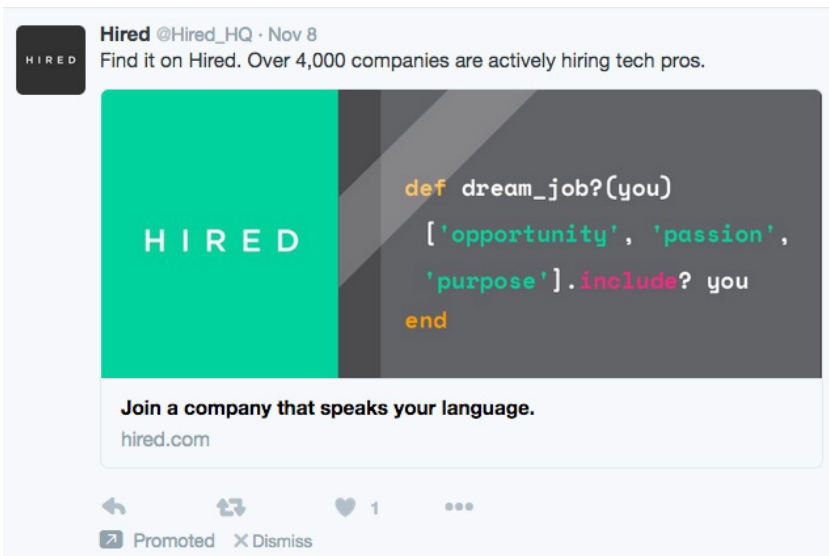 HIRED
Hired @Hired_HQ · Nov 8
Find it on Hired. Over 4,000 companies are actively hiring tech pros.
HIRED
def dream_job?(you)
['opportunity', 'passion',
'purpose'].include? you
end
Join a company that speaks your language.
hired.com
1
Promoted Dismiss